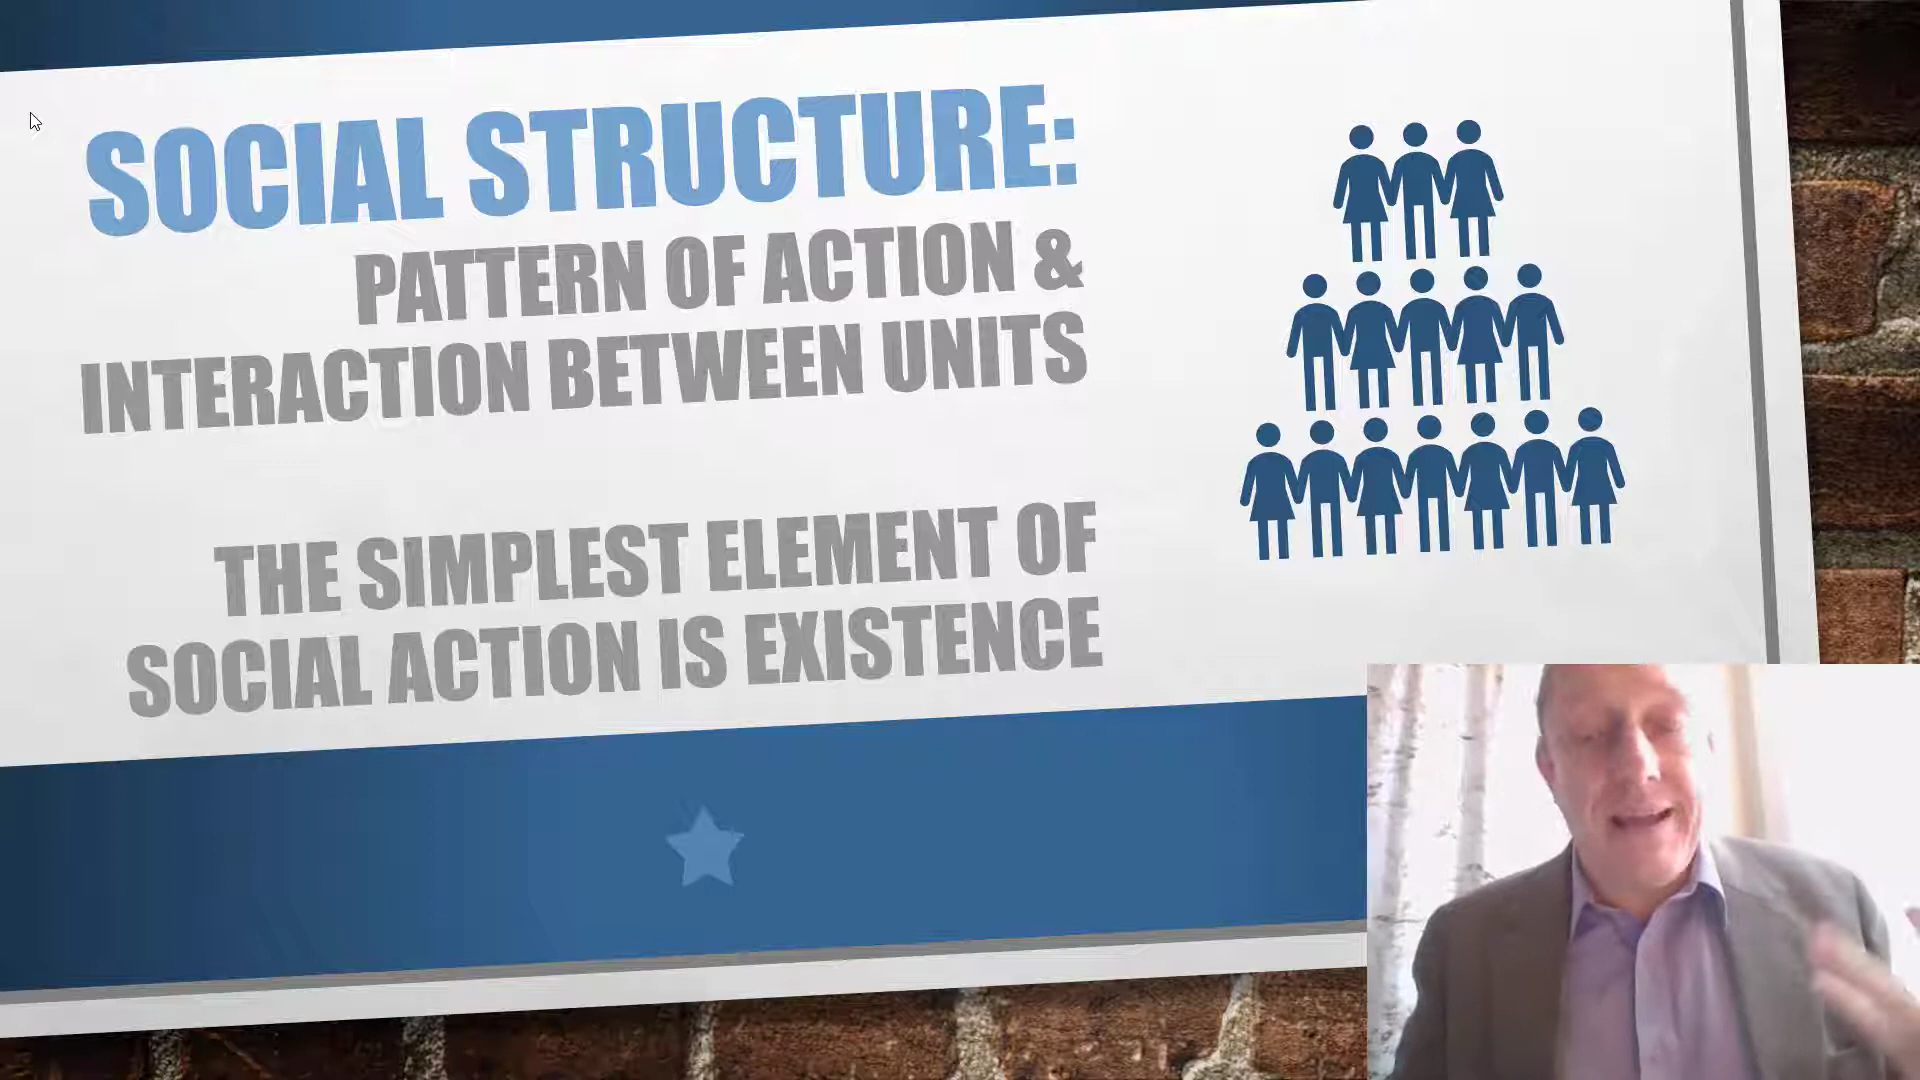 SOCIAL STRUCTURE:
PATTERN OF ACTION &
INTERACTION BETWEEN UNITS
THE SIMPLEST ELEMENT OF
SOCIAL ACTION IS EXISTENCE